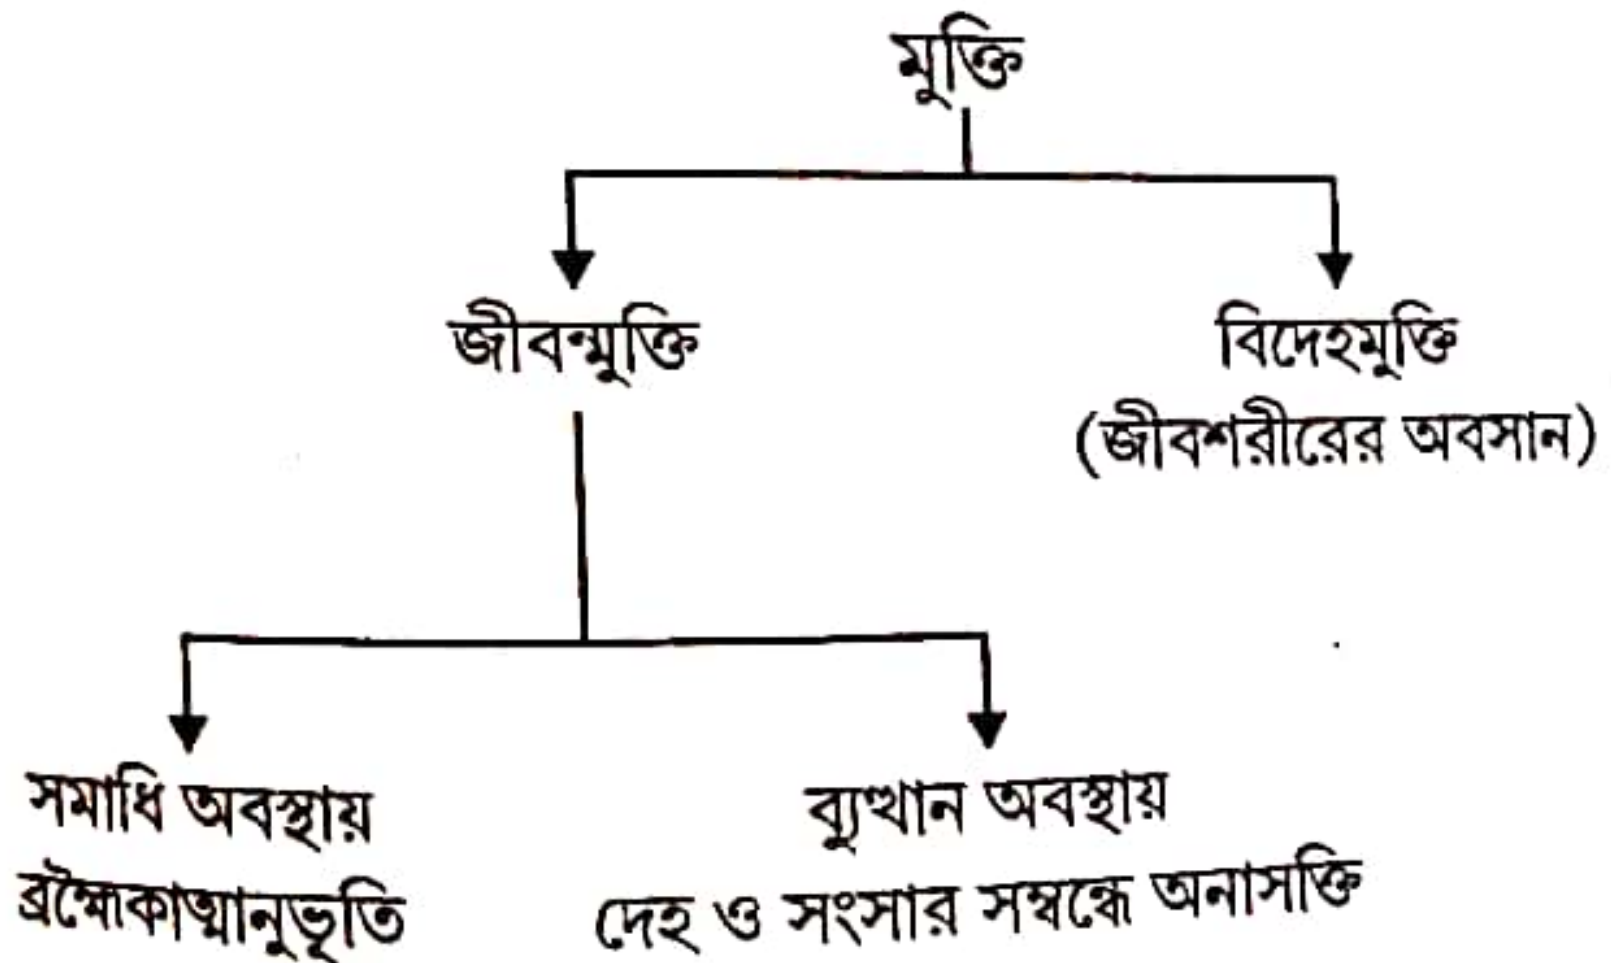 মুক্তি
জীবন্মুক্তি
বিদেহমুক্তি
(জীবশরীরের অবসান)
সমাধি অবস্থায়
ব্রহ্মৈকাত্মানুভূতি
ব্যুত্থান অবস্থায়
দেহ ও সংসার সম্বন্ধে অনাসক্তি